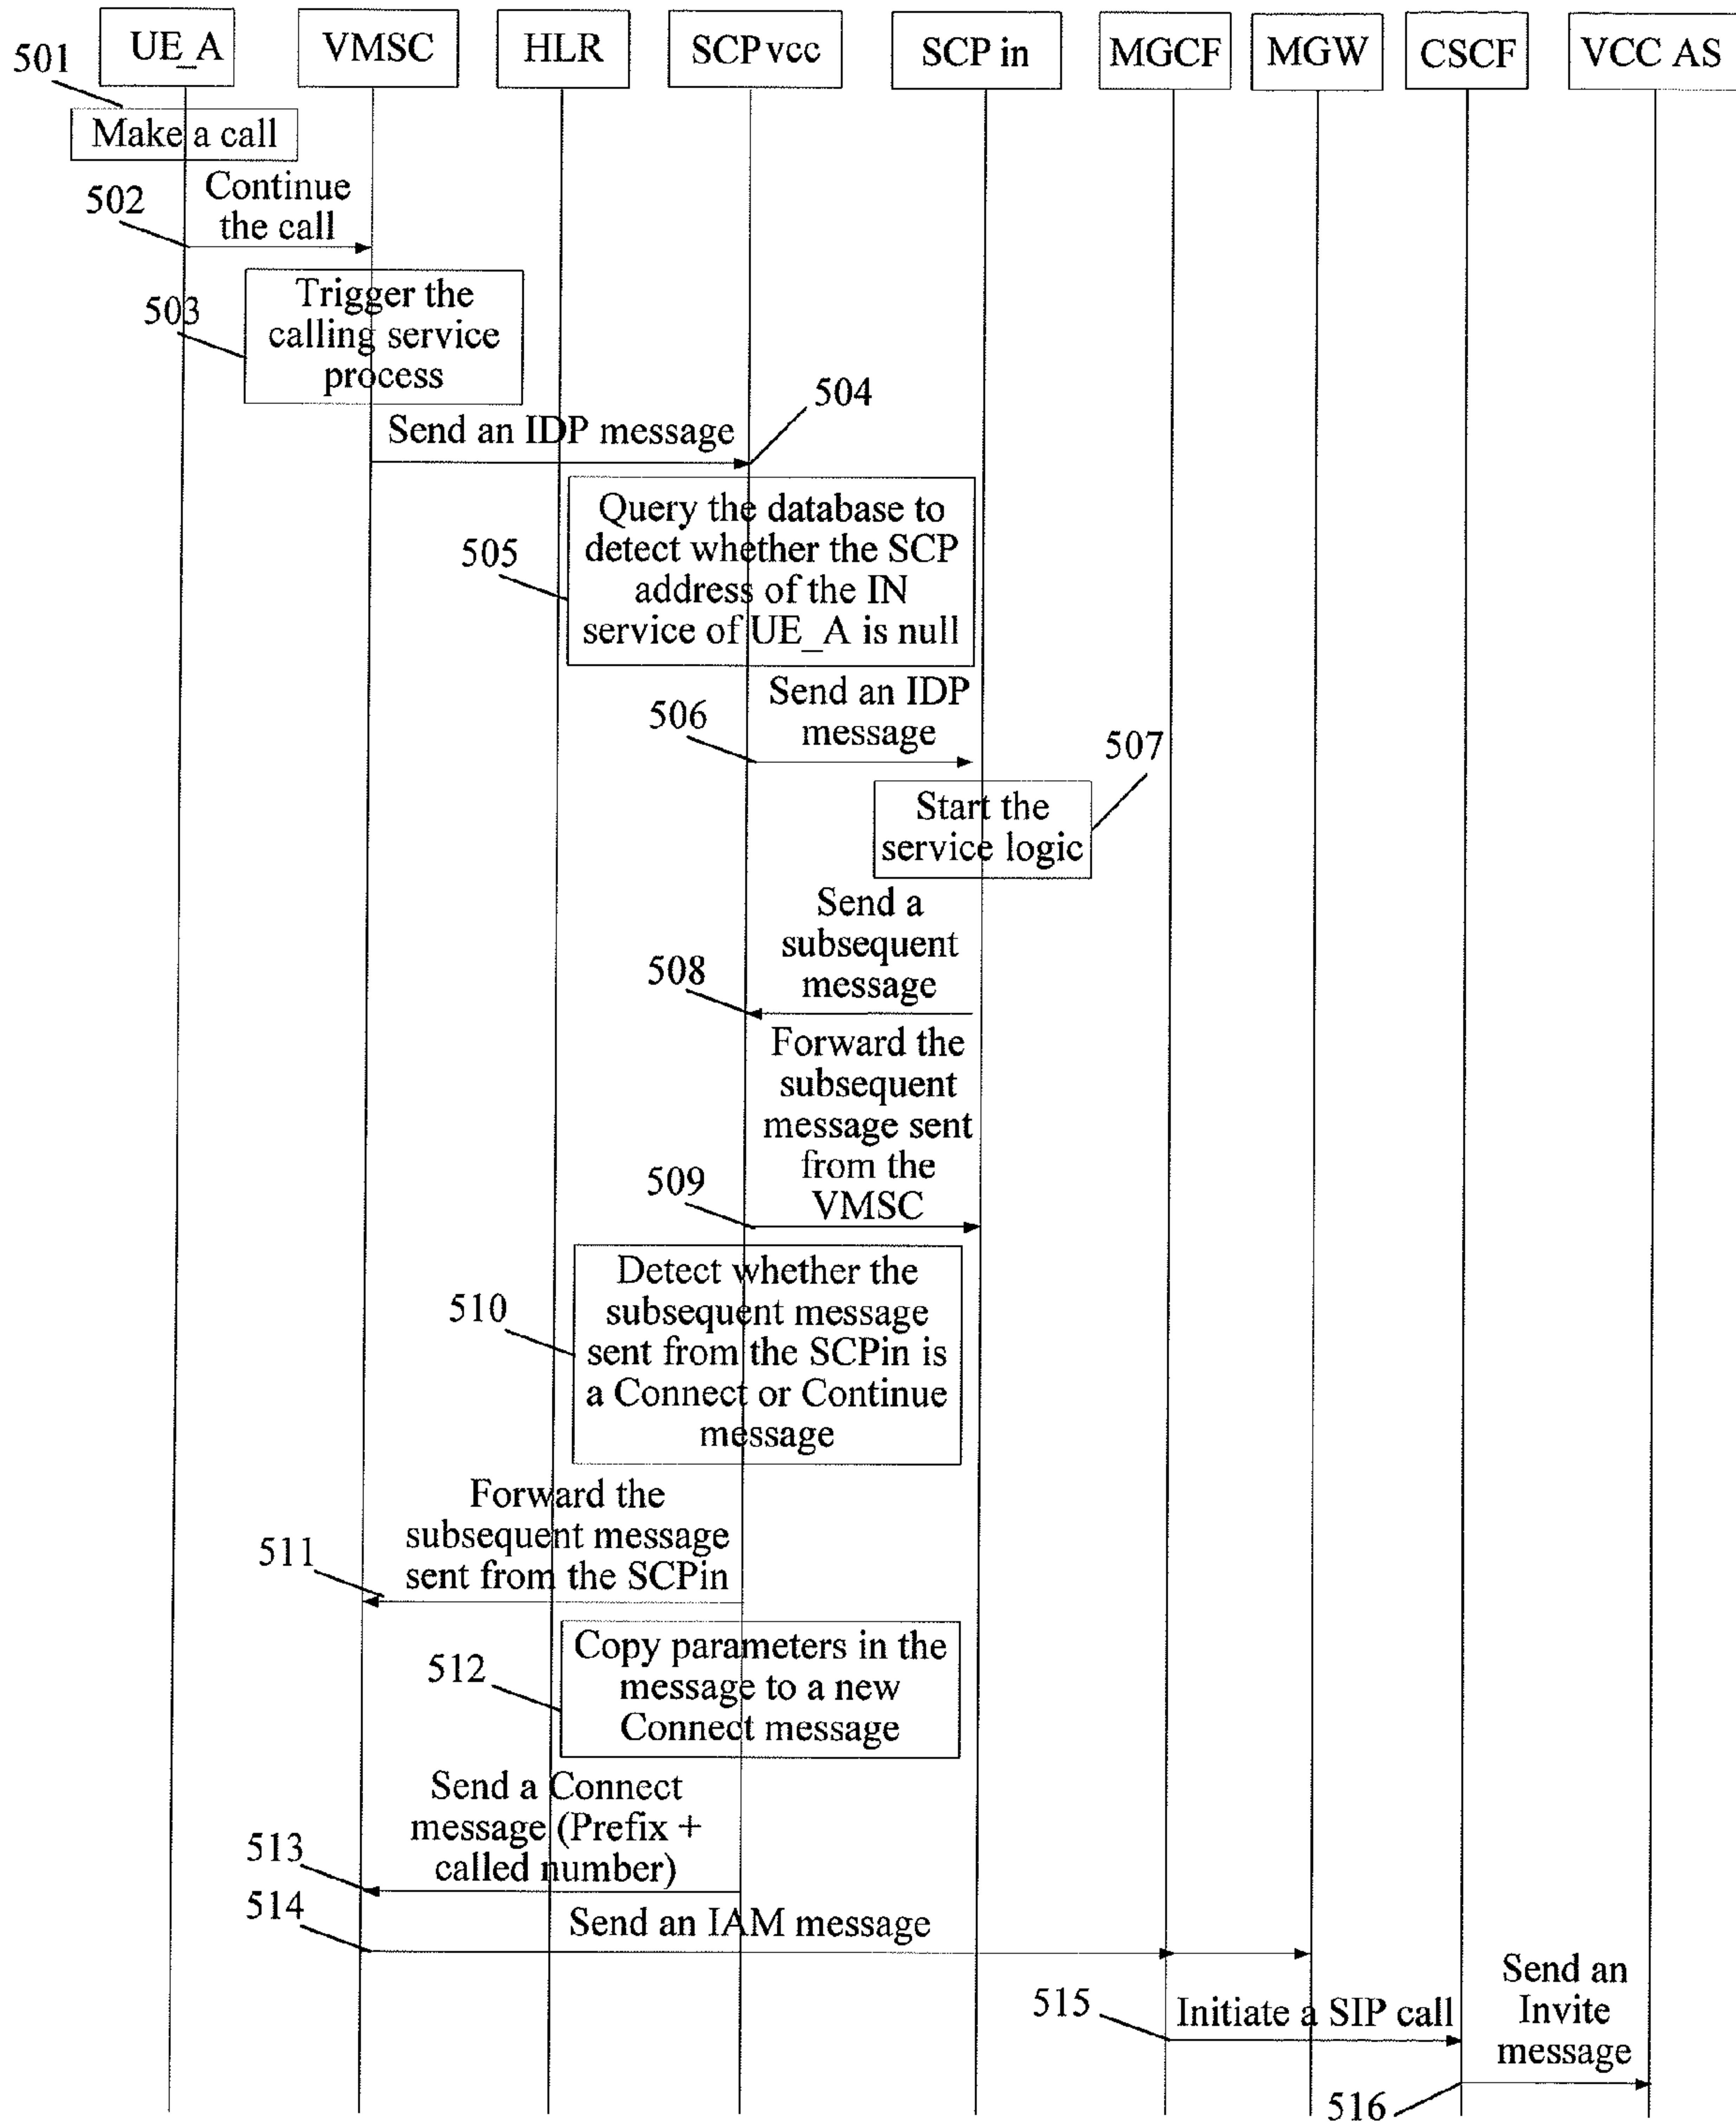 UE_A
VMSC
HLR
SCP vcc
SCP in
MGCF
MGW
CSCF
VCC AS
501
Make a call
502
Continue
the call
503
Trigger the
calling service
process
504
Send an IDP message
505
Query the database to
detect whether the SCP
address of the IN
service of UE_A is null
506
Send an IDP
message
507
Start the
service logic
508
Send a
subsequent
message
509
Forward the
subsequent
message sent
from the
VMSC
510
Detect whether the
subsequent message
sent from the SCPin is
a Connect or Continue
message
511
Forward the
subsequent message
sent from the SCPin
512
Copy parameters in the
message to a new
Connect message
513
Send a Connect
message (Prefix +
called number)
514
Send an IAM message
515
Initiate a SIP call
516
Send an
Invite
message